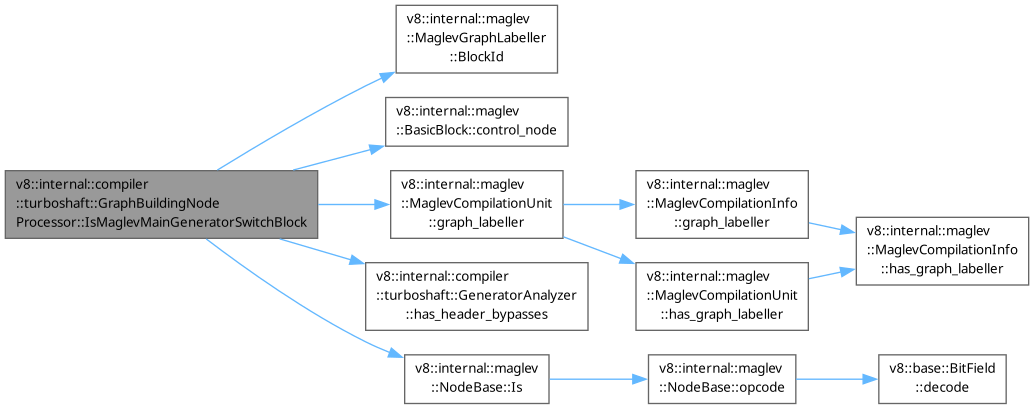 v8::internal::maglev
::MaglevGraphLabeller
::BlockId
v8::internal::maglev
::BasicBlock::control_node
v8::internal::compiler
::turboshaft::GraphBuildingNode
Processor::IsMaglevMainGeneratorSwitchBlock
v8::internal::maglev
::MaglevCompilationUnit
::graph_labeller
v8::internal::maglev
::MaglevCompilationInfo
::graph_labeller
v8::internal::maglev
::MaglevCompilationInfo
::has_graph_labeller
v8::internal::compiler
::turboshaft::GeneratorAnalyzer
::has_header_bypasses
v8::internal::maglev
::MaglevCompilationUnit
::has_graph_labeller
v8::internal::maglev
::NodeBase::Is
v8::internal::maglev
::NodeBase::opcode
v8::base::BitField
::decode